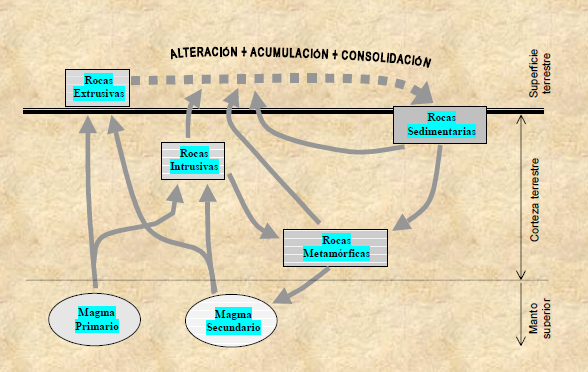 ALTERACIÓN + ACUMULACIÓN + CONSOLIDACIÓN
Rocas
Extrusivas
Superficie
terrestre
Rocas
Sedimentarias
Rocas
Intrusivas
Corteza terrestre
Rocas
Metamórficas
Magma
Primario
Magma
Secundario
Manto
superior